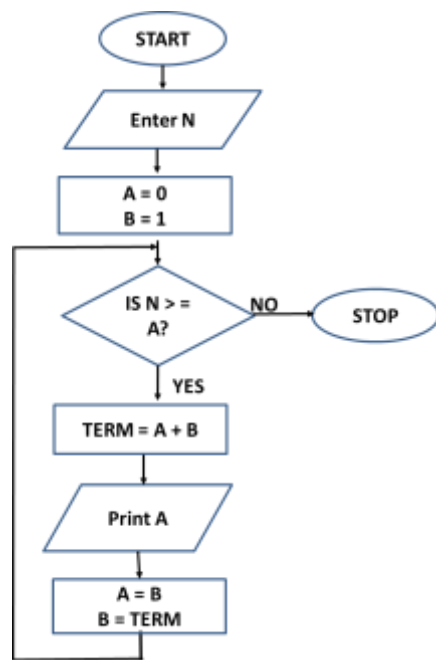 START
Enter N
A = 0
B = 1
IS N > =
A?
NO
STOP
YES
TERM = A + B
Print A
A = B
B = TERM